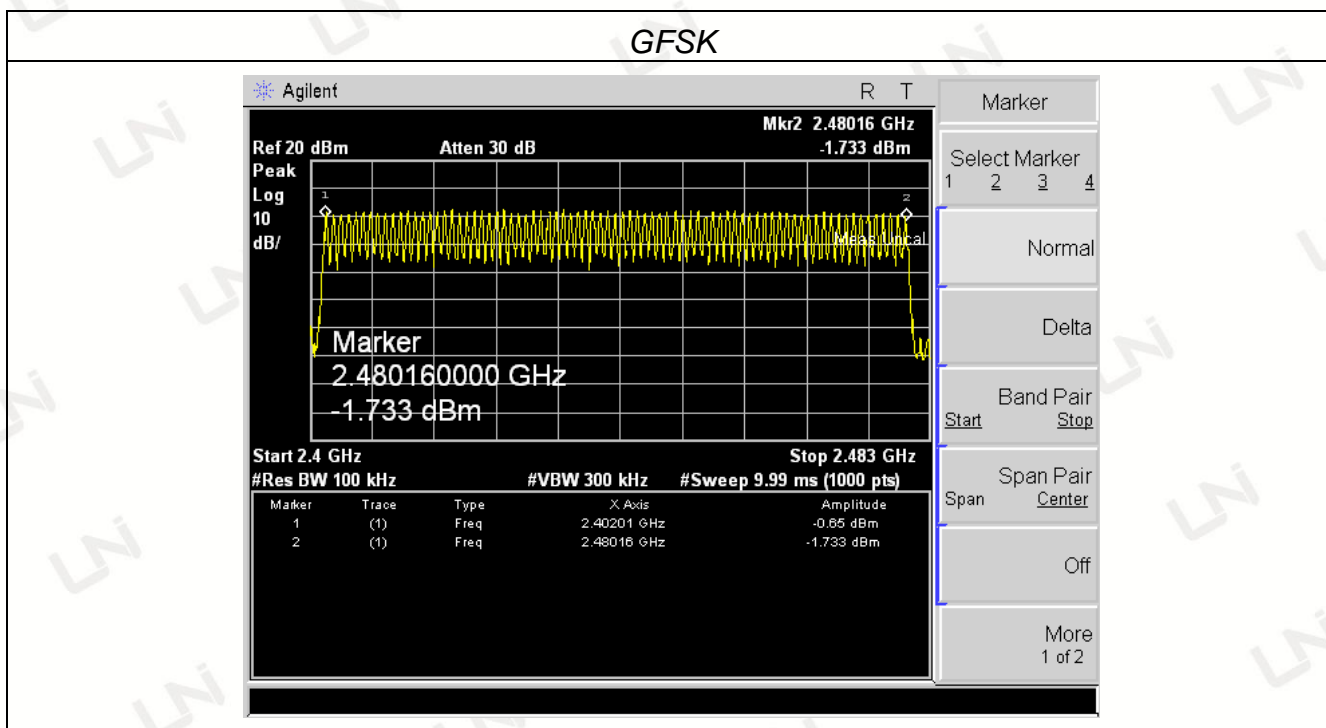 GFSK
Agilent R T
Mkr2 2.48016 GHz
Ref 20 dBm Atten 30 dB -1.733 dBm
Peak
Log
10
dB/
1
2
Meas Uncal
Marker
2.480160000 GHz
-1.733 dBm
Start 2.4 GHz Stop 2.483 GHz
#Res BW 100 kHz #VBW 300 kHz #Sweep 9.99 ms (1000 pts)
Marker Trace Type X Axis Amplitude
1 (1) Freq 2.40201 GHz -0.65 dBm
2 (1) Freq 2.48016 GHz -1.733 dBm
Marker
Select Marker
1 2 3 4
Normal
Delta
Band Pair
Start Stop
Span Pair
Span Center
Off
More
1 of 2